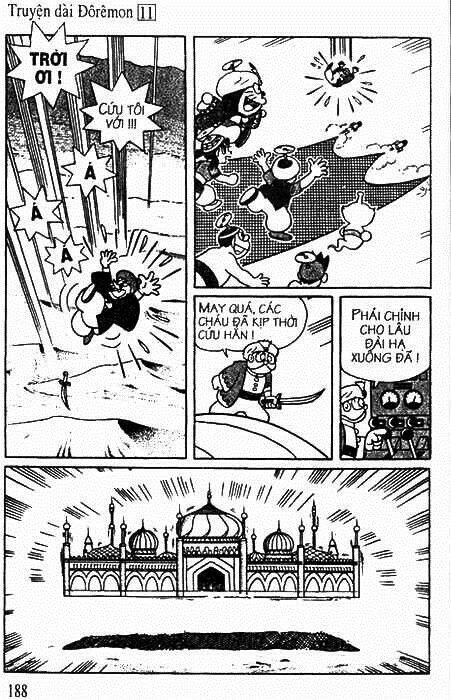 Truyện dài Đôrêmon 11
TRỜI
ƠI !
CỨU TÔI
VỚI !!!
Á
Á
Á
MAY QUÁ, CÁC
CHÁU ĐÃ KỊP THỜI
CỨU HẮN !
PHẢI CHỈNH
CHO LÂU
ĐÀI HẠ
XUỐNG ĐÃ !
188